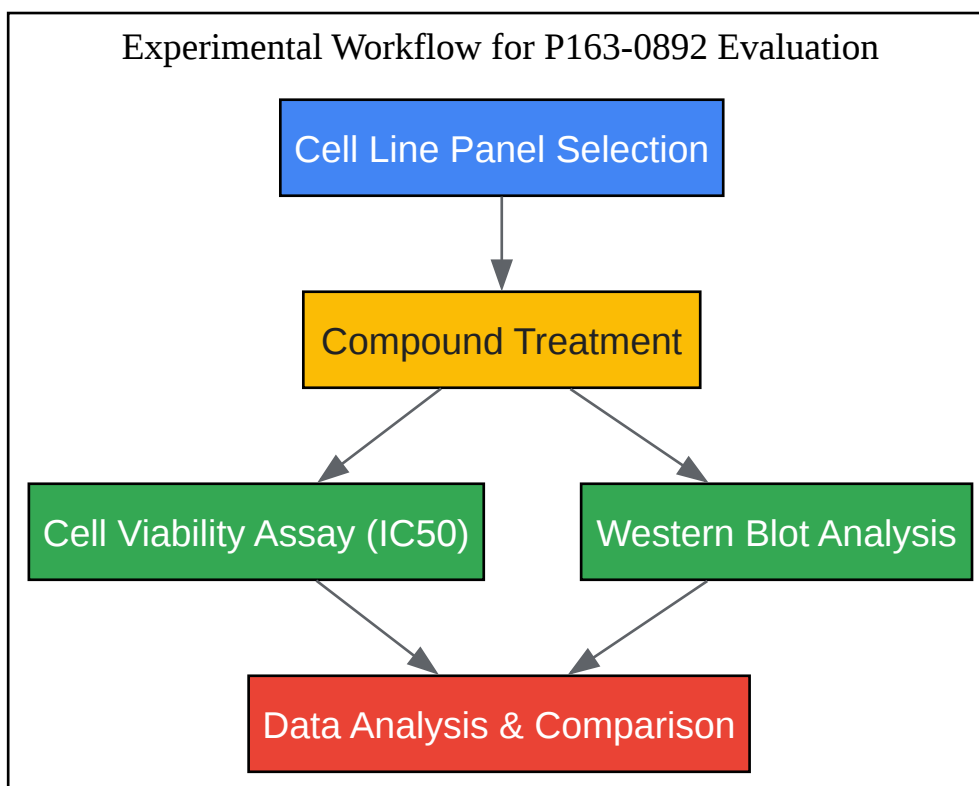 Experimental Workflow for P163-0892 Evaluation
Cell Line Panel Selection
Compound Treatment
Cell Viability Assay (IC50)
Western Blot Analysis
Data Analysis & Comparison